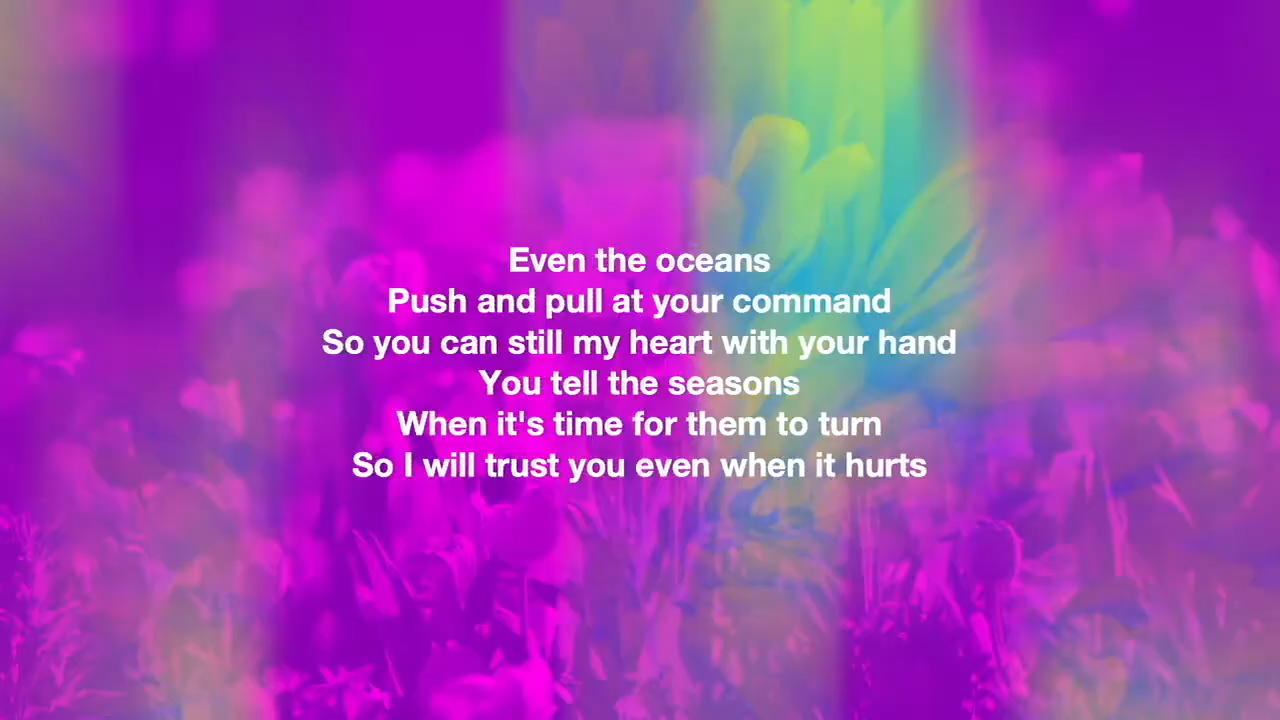 Even the oceans
Push and pull at your command
So you can still my heart with your hand
You tell the seasons
When it's time for them to turn
So I will trust you even when it hurts